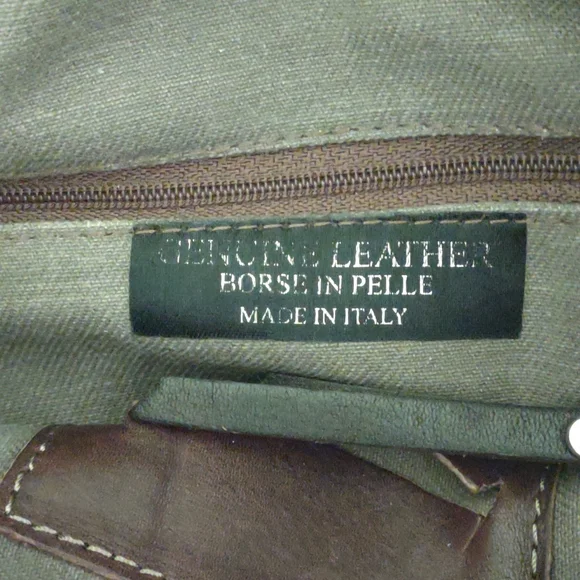 GENUINE LEATHER
BORSE IN PELLE
MADE IN ITALY